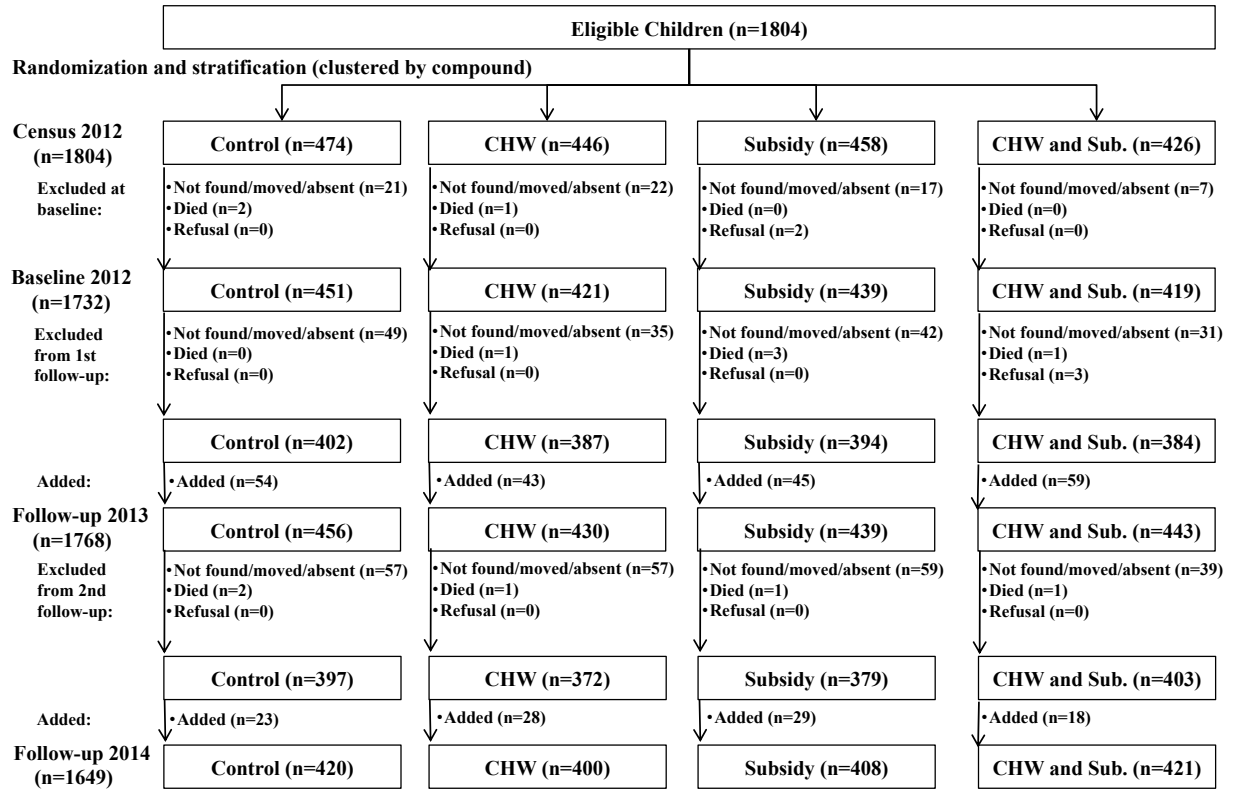 Eligible Children (n=1804)
Randomization and stratification (clustered by compound)
Census 2012
(n=1804)
Control (n=474)
CHW (n=446)
Subsidy (n=458)
CHW and Sub. (n=426)
Excluded at
baseline:
•Not found/moved/absent (n=21)
•Died (n=2)
•Refusal (n=0)
•Not found/moved/absent (n=22)
•Died (n=1)
•Refusal (n=0)
•Not found/moved/absent (n=17)
•Died (n=0)
•Refusal (n=2)
•Not found/moved/absent (n=7)
•Died (n=0)
•Refusal (n=0)
Baseline 2012
(n=1732)
Control (n=451)
CHW (n=421)
Subsidy (n=439)
CHW and Sub. (n=419)
Excluded
from 1st
follow-up:
•Not found/moved/absent (n=49)
•Died (n=0)
•Refusal (n=0)
•Not found/moved/absent (n=35)
•Died (n=1)
•Refusal (n=0)
•Not found/moved/absent (n=42)
•Died (n=3)
•Refusal (n=0)
•Not found/moved/absent (n=31)
•Died (n=1)
•Refusal (n=3)
Control (n=402)
CHW (n=387)
Subsidy (n=394)
CHW and Sub. (n=384)
Added:
•Added (n=54)
•Added (n=43)
•Added (n=45)
•Added (n=59)
Follow-up 2013
(n=1768)
Control (n=456)
CHW (n=430)
Subsidy (n=439)
CHW and Sub. (n=443)
Excluded
from 2nd
follow-up:
•Not found/moved/absent (n=57)
•Died (n=2)
•Refusal (n=0)
•Not found/moved/absent (n=57)
•Died (n=1)
•Refusal (n=0)
•Not found/moved/absent (n=59)
•Died (n=1)
•Refusal (n=0)
•Not found/moved/absent (n=39)
•Died (n=1)
•Refusal (n=0)
Control (n=397)
CHW (n=372)
Subsidy (n=379)
CHW and Sub. (n=403)
Added:
•Added (n=23)
•Added (n=28)
•Added (n=29)
•Added (n=18)
Follow-up 2014
(n=1649)
Control (n=420)
CHW (n=400)
Subsidy (n=408)
CHW and Sub. (n=421)